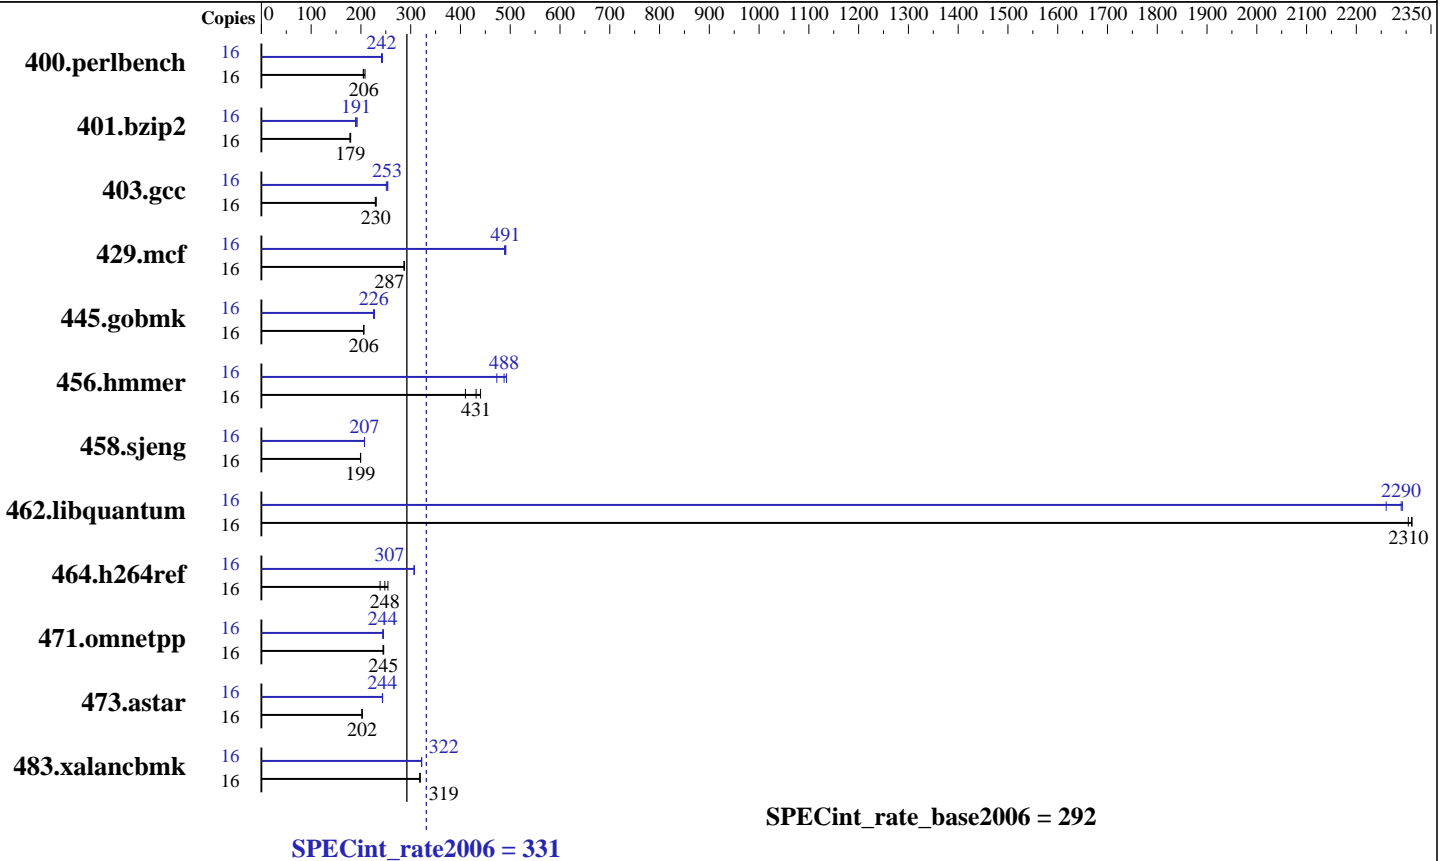 Copies 0 100 200 300 400 500 600 700 800 900 1000 1100 1200 1300 1400 1500 1600 1700 1800 1900 2000 2100 2200 2350
400.perlbench 16 242
16 206
401.bzip2 16 191
16 179
403.gcc 16 253
16 230
429.mcf 16 491
16 287
445.gobmk 16 226
16 206
456.hmmer 16 488
16 431
458.sjeng 16 207
16 199
462.libquantum 16 2290
16 2310
464.h264ref 16 307
16 248
471.omnetpp 16 244
16 245
473.astar 16 244
16 202
483.xalancbmk 16 322
16 319
SPECint_rate_base2006 = 292
SPECint_rate2006 = 331